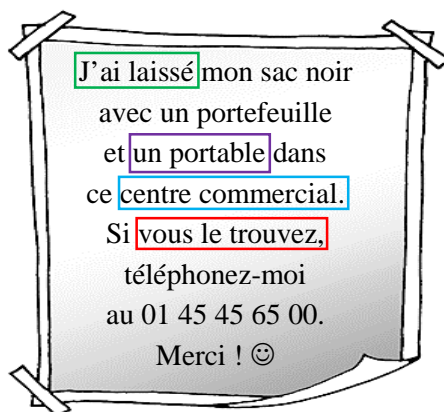 J’ai laissé mon sac noir
avec un portefeuille
et un portable dans
ce centre commercial.
Si vous le trouvez,
téléphonez-moi
au 01 45 45 65 00.
Merci ! ☺